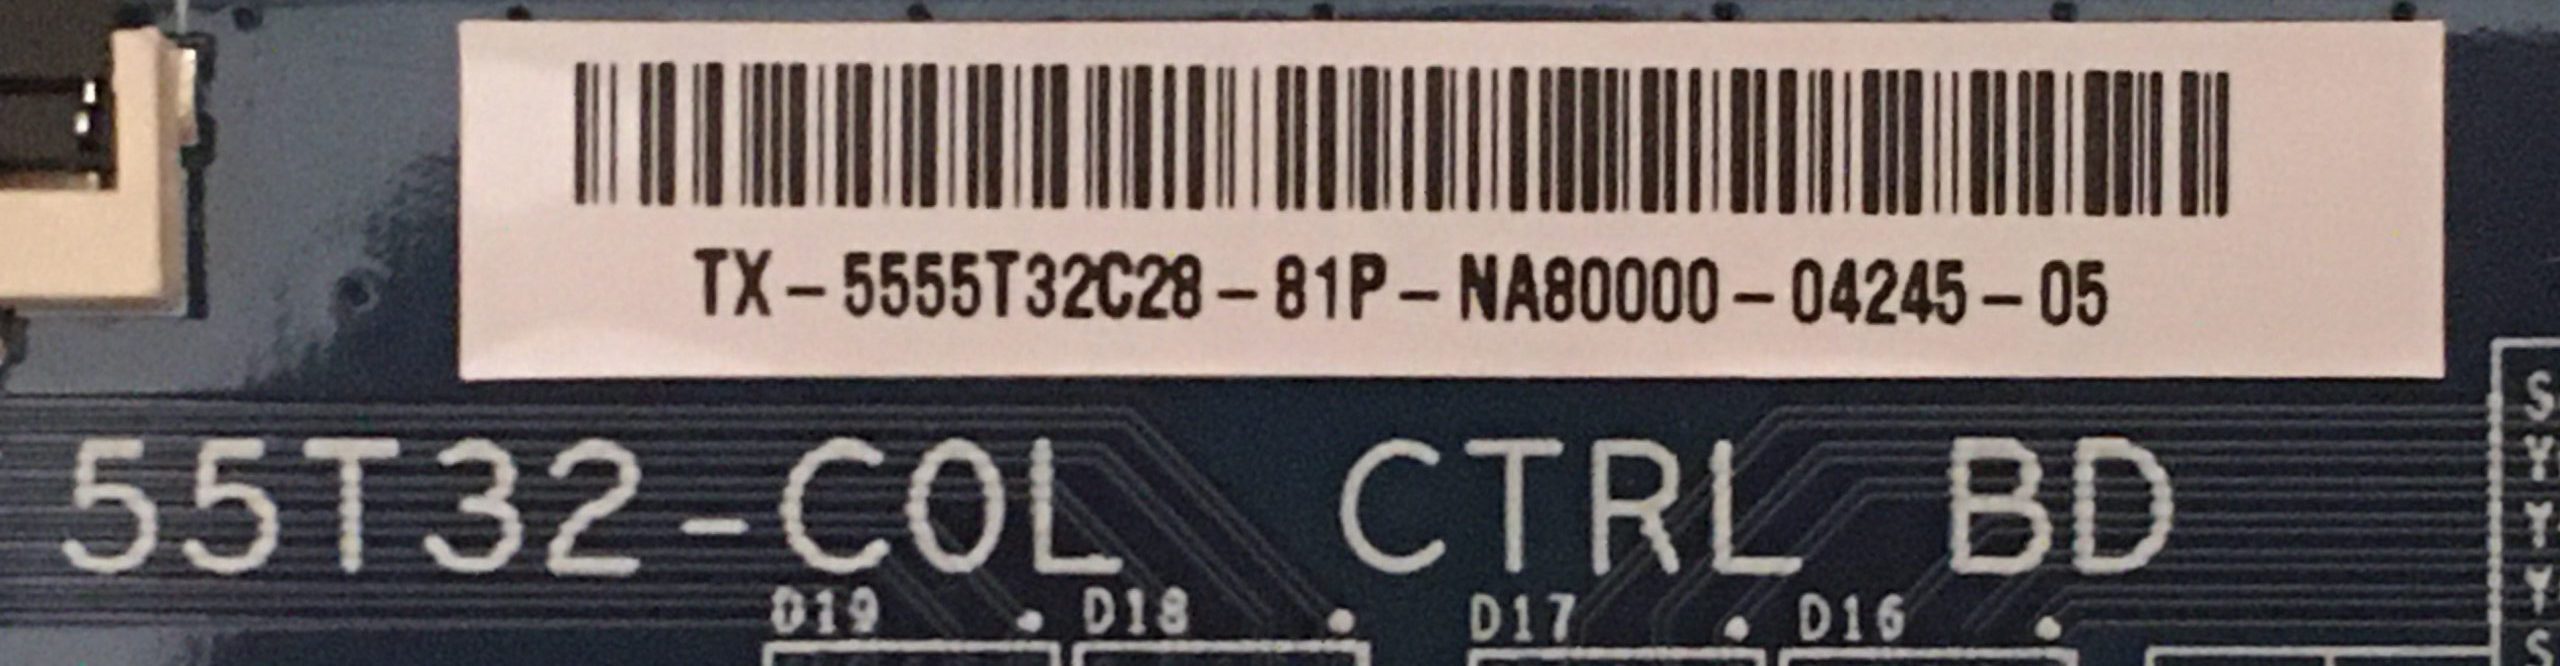 TX-5555T32C28-81P-NA80000-04245-05
55T32-COL CTRL BD
D19 D18 D17 D16
S
Y
Y
Y
S